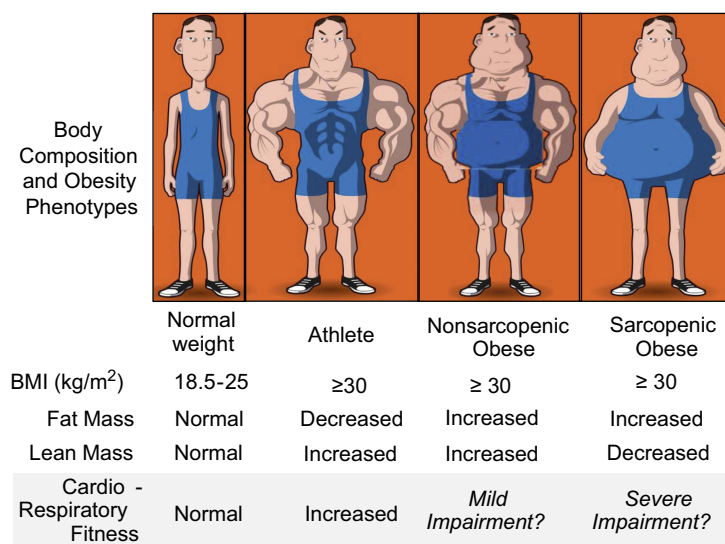 Body
Composition
and Obesity
Phenotypes
Normal
weight
Athlete
Nonsarcopenic
Obese
Sarcopenic
Obese
BMI (kg/m²) 18.5-25 ≥30 ≥ 30 ≥ 30
Fat Mass Normal Decreased Increased Increased
Lean Mass Normal Increased Increased Decreased
Cardio -
Respiratory
Fitness
Normal
Increased
Mild
Impairment?
Severe
Impairment?